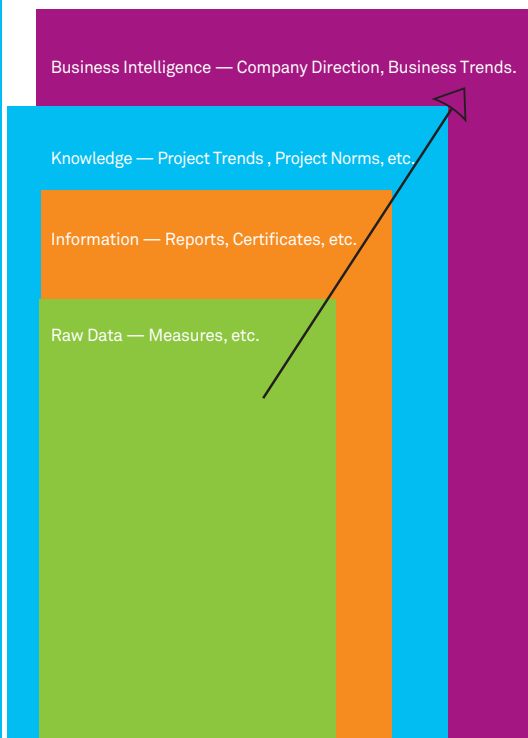 Business Intelligence — Company Direction, Business Trends.
Knowledge — Project Trends , Project Norms, etc.
Information — Reports, Certificates, etc.
Raw Data — Measures, etc.